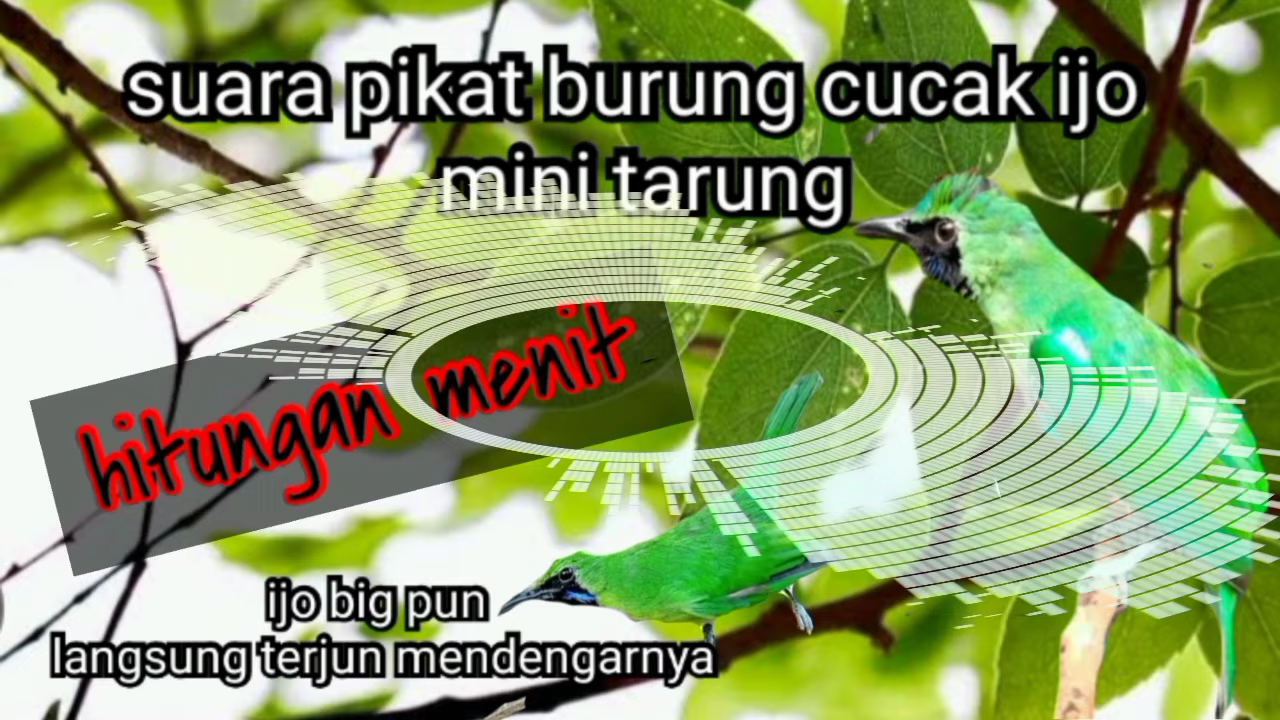 suara pikat burung cucak ijo
mini tarung
hitungan menit
ijo big pun
langsung terjun mendengarnya